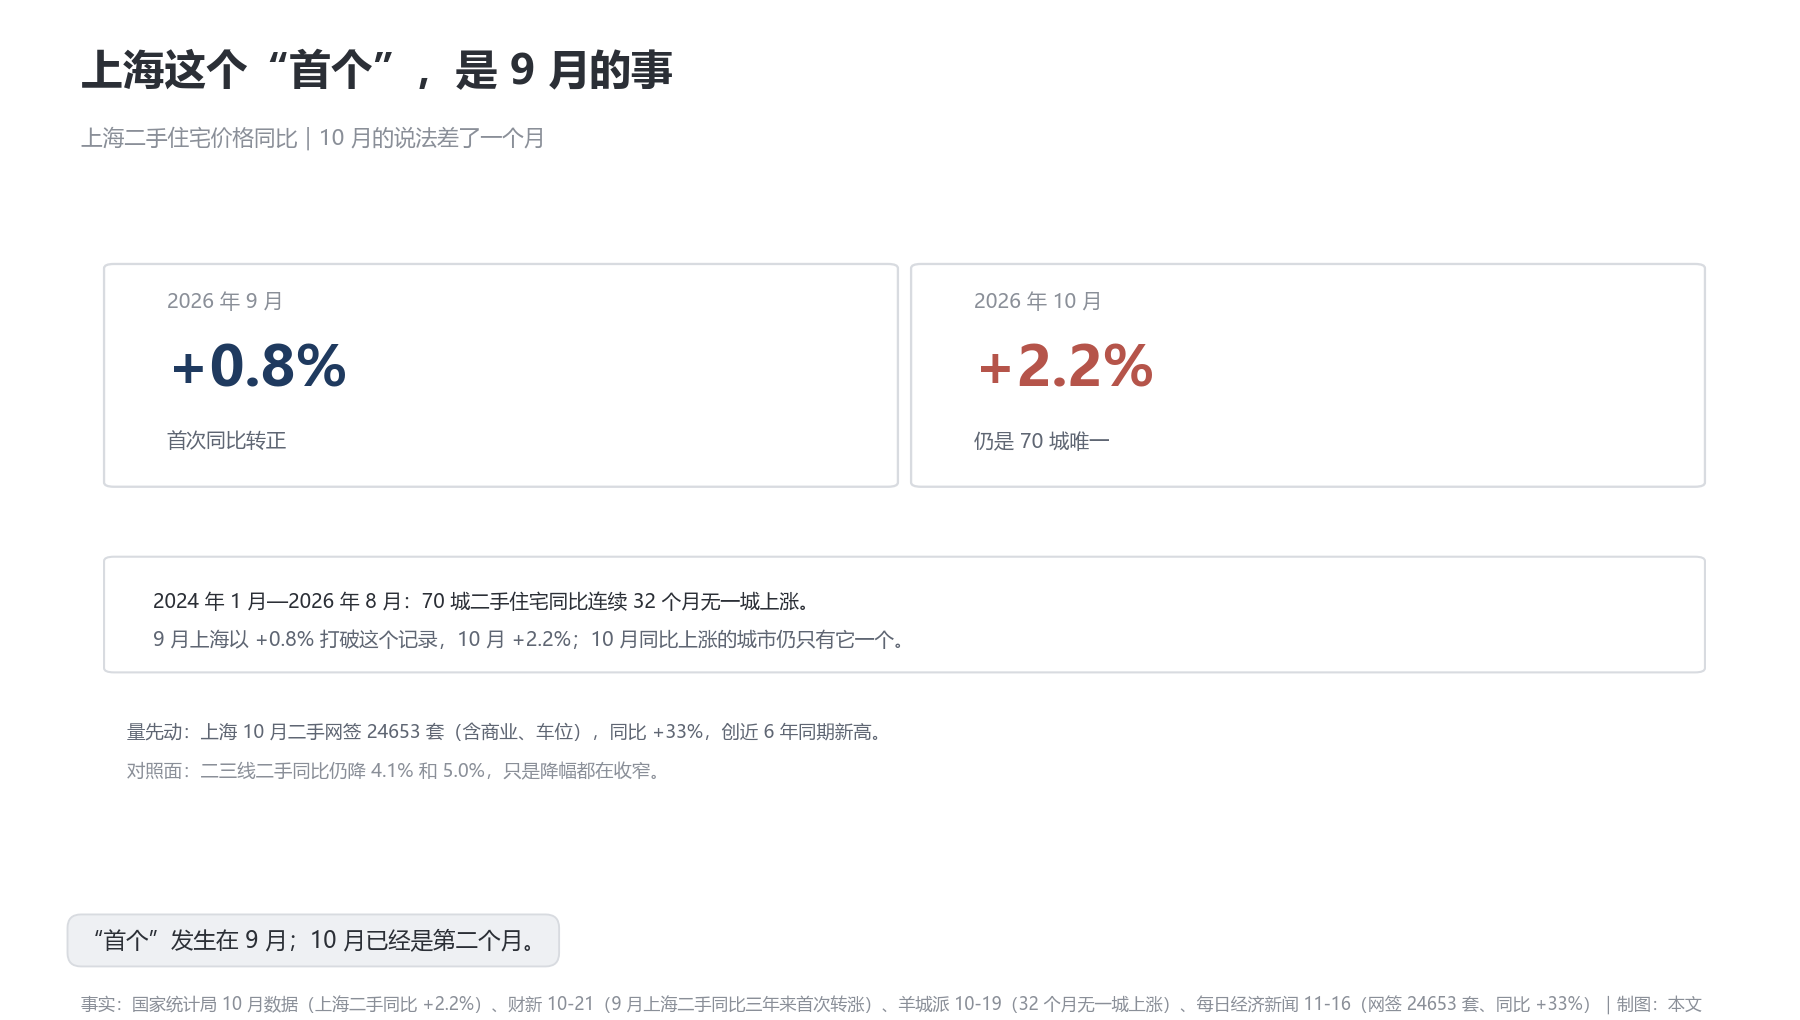 上海这个“首个”，是 9 月的事
上海二手住宅价格同比｜10 月的说法差了一个月
2026 年 9 月
+0.8%
首次同比转正
2026 年 10 月
+2.2%
仍是 70 城唯一
2024 年 1 月—2026 年 8 月：70 城二手住宅同比连续 32 个月无一城上涨。
9 月上海以 +0.8% 打破这个记录，10 月 +2.2%；10 月同比上涨的城市仍只有它一个。
量先动：上海 10 月二手网签 24653 套（含商业、车位），同比 +33%，创近 6 年同期新高。
对照面：二三线二手同比仍降 4.1% 和 5.0%，只是降幅都在收窄。
“首个”发生在 9 月；10 月已经是第二个月。
事实：国家统计局 10 月数据（上海二手同比 +2.2%）、财新 10-21（9 月上海二手同比三年来首次转涨）、羊城派 10-19（32 个月无一城上涨）、每日经济新闻 11-16（网签 24653 套、同比 +33%）｜制图：本文